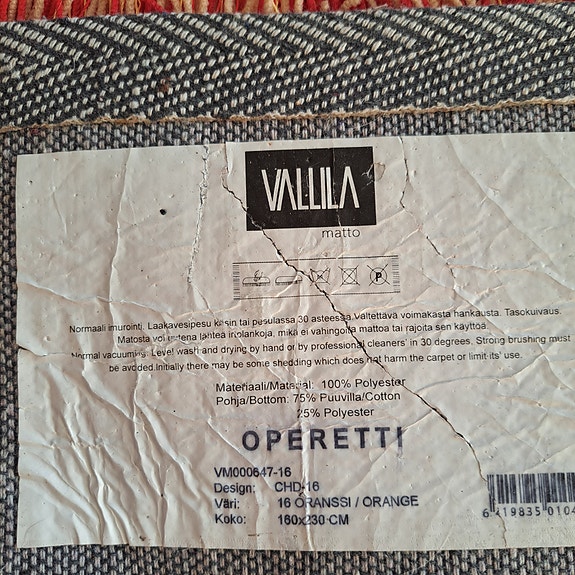 VALLILA
matto
P
Normaali imurointi. Laakavesipesu käsin tai pesulassa 30 asteessa. Vältettävä voimakasta hankausta. Tasokuivaus.
Matosta voi uutena lähteä irtolankoja, mikä ei vahingoita mattoa tai rajoita sen käyttöä.
Normal vacuuming. Level wash and drying by hand or by professional cleaners' in 30 degrees. Strong brushing must
be avoided.Initially there may be some shedding which does not harm the carpet or limit its' use.
Materiaali/Material: 100% Polyester
Pohja/Bottom: 75% Puuvilla/Cotton
25% Polyester
OPERETTI
VM000647-16
Design: CHD-16
Väri: 16 ORANSSI / ORANGE
Koko: 160x230 CM
6 419835 0104